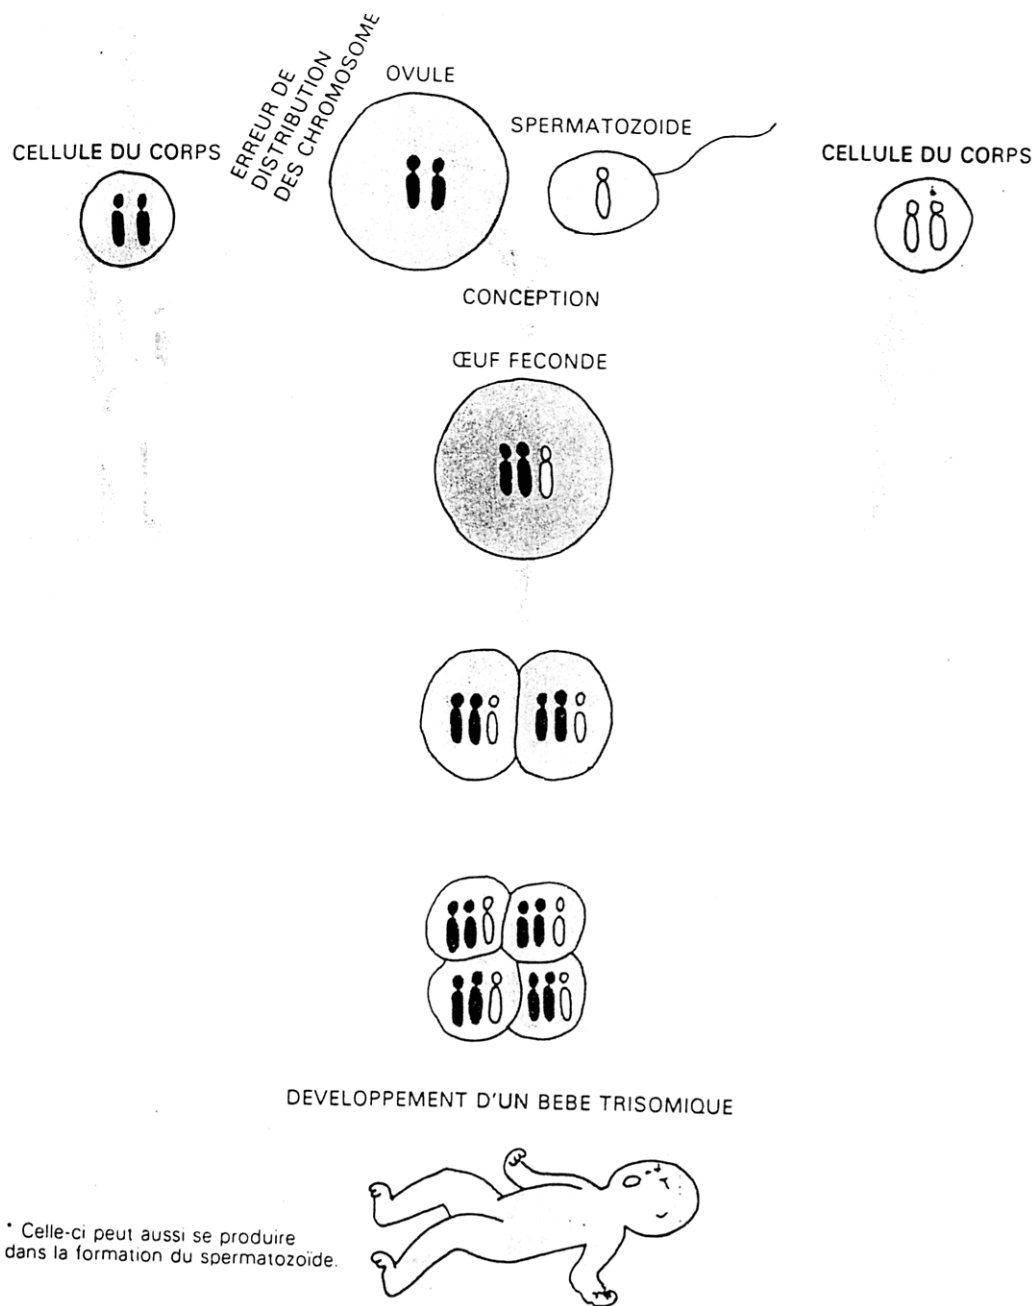 ERREUR DE
DISTRIBUTION
DES CHROMOSOME
OVULE
SPERMATOZOIDE
CELLULE DU CORPS
CELLULE DU CORPS
CONCEPTION
ŒUF FECONDE
DEVELOPPEMENT D'UN BEBE TRISOMIQUE
* Celle-ci peut aussi se produire
dans la formation du spermatozoïde.